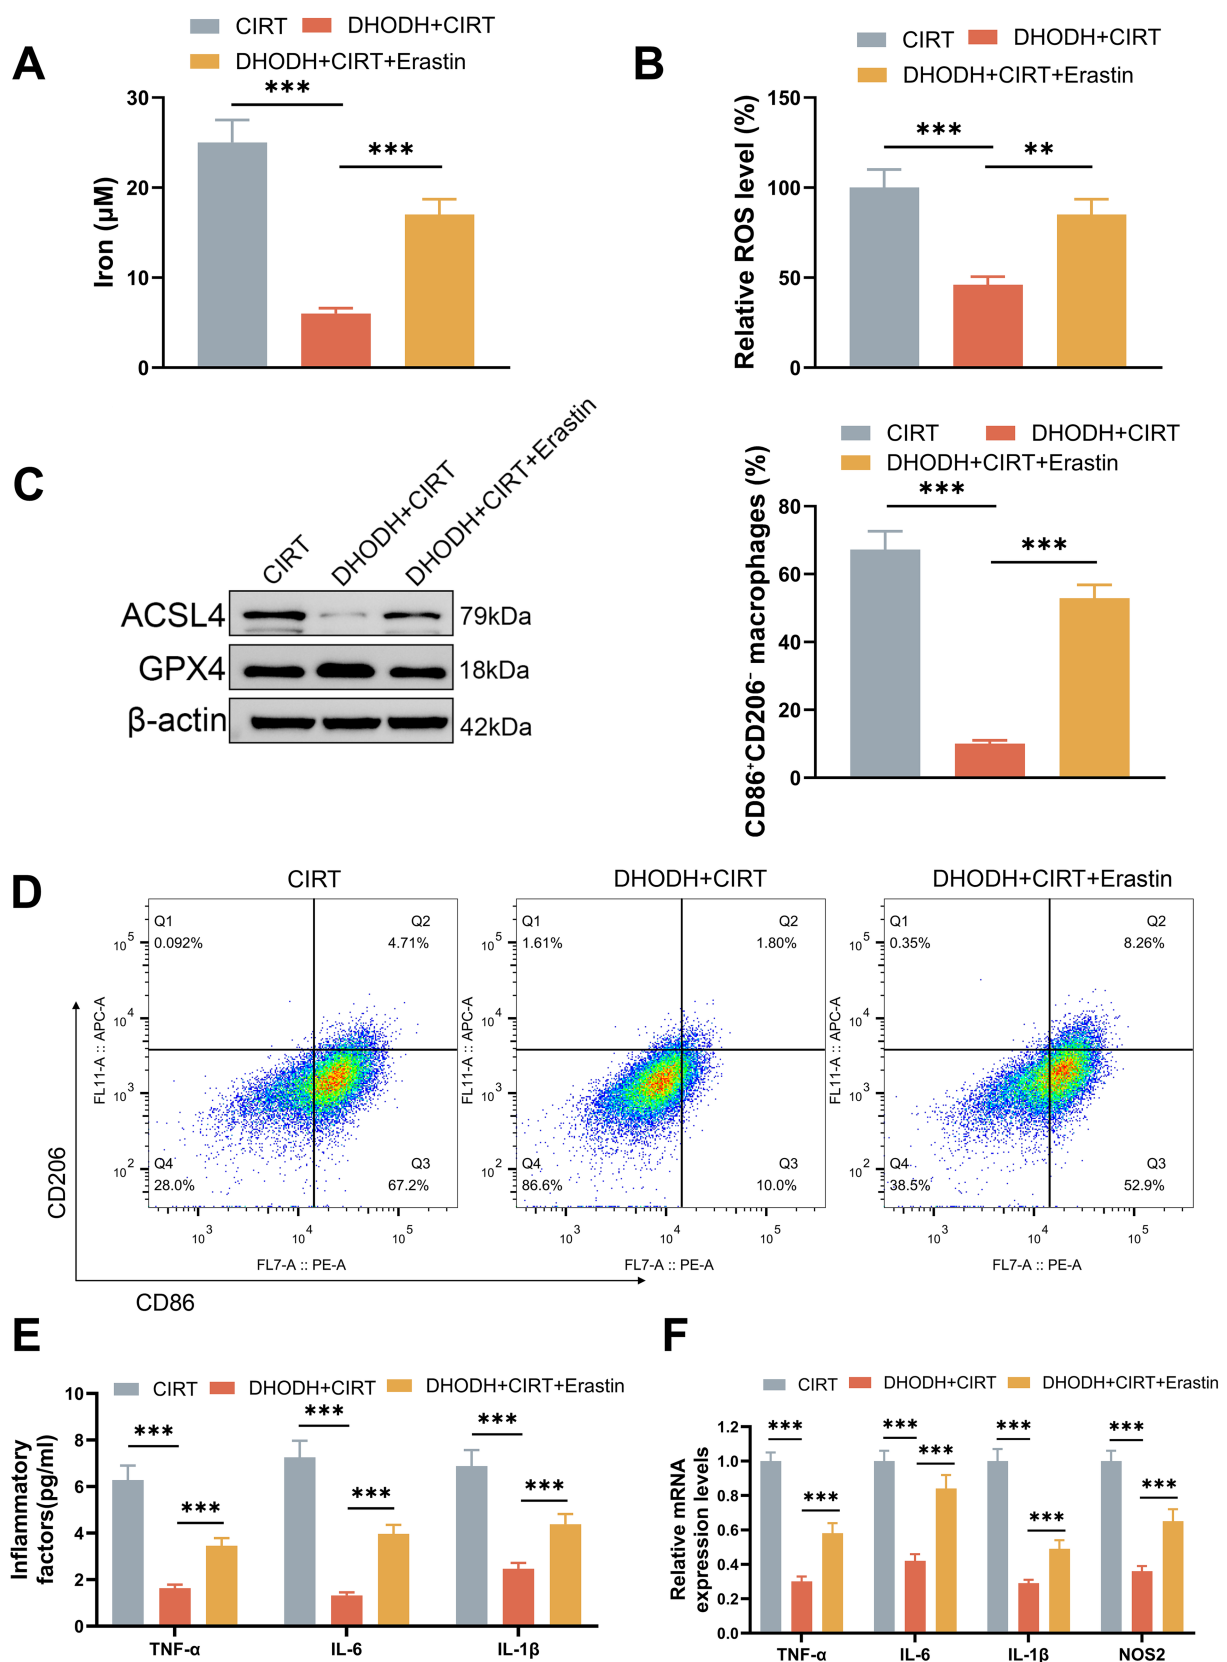 A
CIRT DHODH+CIRT
DHODH+CIRT+Erastin
Iron (μM)
30
20
10
0
***
***
B
CIRT DHODH+CIRT
DHODH+CIRT+Erastin
Relative ROS level (%)
150
100
50
0
***
**
C
CIRT
DHODH+CIRT
DHODH+CIRT+Erastin
ACSL4 79kDa
GPX4 18kDa
β-actin 42kDa
CIRT DHODH+CIRT
DHODH+CIRT+Erastin
CD86⁺CD206⁻ macrophages (%)
80
60
40
20
0
***
***
D
CIRT
Q1
0.092%
Q2
4.71%
Q4
28.0%
Q3
67.2%
10⁵
10⁴
10³
10²
FL11-A :: APC-A
10³ 10⁴ 10⁵
FL7-A :: PE-A
DHODH+CIRT
Q1
1.61%
Q2
1.80%
Q4
86.6%
Q3
10.0%
10⁵
10⁴
10³
10²
FL11-A :: APC-A
10³ 10⁴ 10⁵
FL7-A :: PE-A
DHODH+CIRT+Erastin
Q1
0.35%
Q2
8.26%
Q4
38.5%
Q3
52.9%
10⁵
10⁴
10³
10²
FL11-A :: APC-A
10³ 10⁴ 10⁵
FL7-A :: PE-A
CD206
CD86
E
CIRT DHODH+CIRT DHODH+CIRT+Erastin
Inflammatory
factors(pg/ml)
10
8
6
4
2
0
*** *** ***
*** *** ***
TNF-α IL-6 IL-1β
F
CIRT DHODH+CIRT DHODH+CIRT+Erastin
Relative mRNA
expression levels
1.2
1.0
0.8
0.6
0.4
0.2
0.0
*** *** *** ***
*** *** *** ***
TNF-α IL-6 IL-1β NOS2